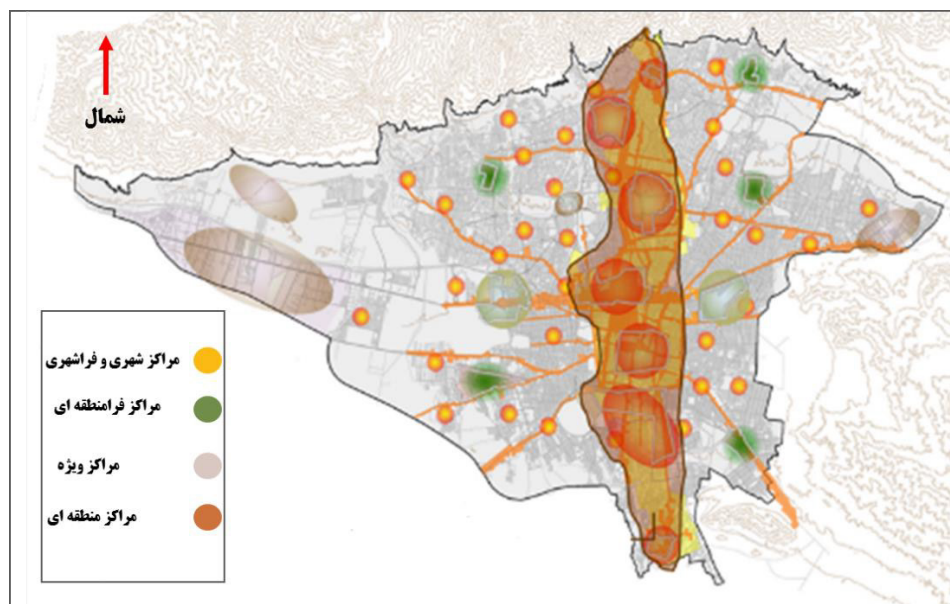 شمال
مراکز شهری و فراشهری
مراکز فرامنطقه ای
مراکز ویژه
مراکز منطقه ای